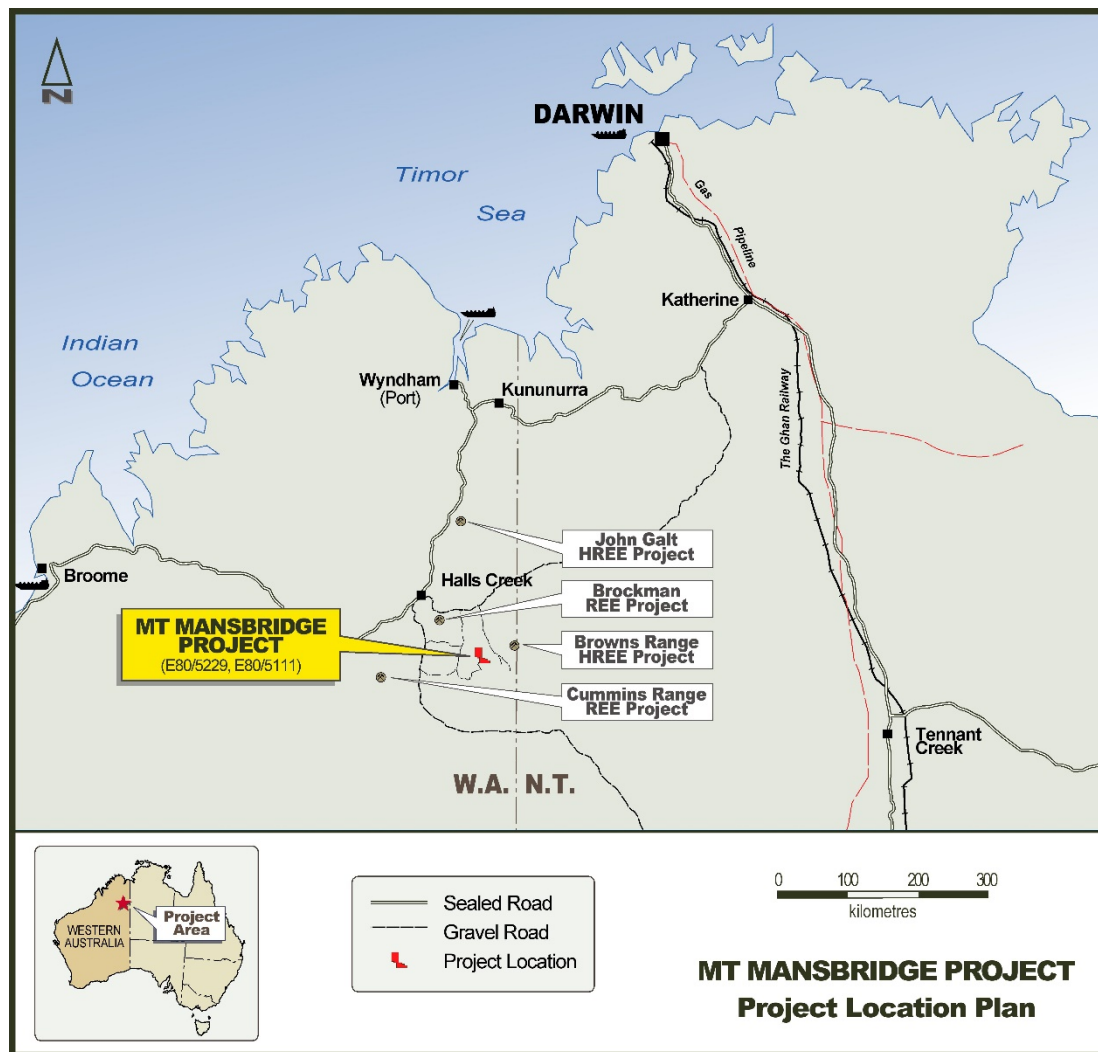 N
DARWIN
Timor
Sea
Gas
Pipeline
Katherine
Indian
Ocean
Wyndham
(Port)
Kununurra
The Ghan Railway
John Galt
HREE Project
Broome
Halls Creek
Brockman
REE Project
MT MANSBRIDGE
PROJECT
(E80/5229, E80/5111)
Browns Range
HREE Project
Cummins Range
REE Project
Tennant
Creek
W.A. N.T.
WESTERN
AUSTRALIA
Project
Area
Sealed Road
Gravel Road
Project Location
0 100 200 300
kilometres
MT MANSBRIDGE PROJECT
Project Location Plan